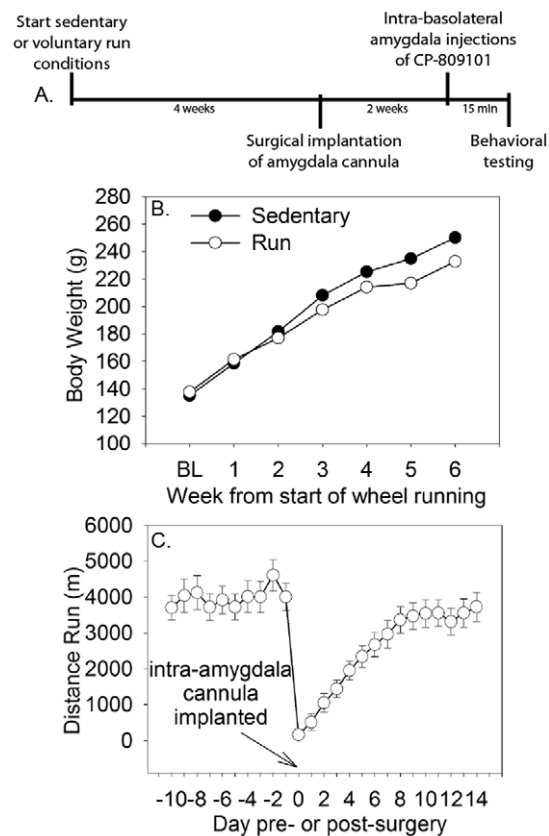 Start sedentary
or voluntary run
conditions
Intra-basolateral
amygdala injections
of CP-809101
A.
4 weeks
2 weeks
15 min
Surgical implantation
of amygdala cannula
Behavioral
testing
B.
Sedentary
Run
280
260
240
220
200
180
160
140
120
100
Body Weight (g)
BL 1 2 3 4 5 6
Week from start of wheel running
C.
6000
5000
4000
3000
2000
1000
0
Distance Run (m)
intra-amygdala
cannula
implanted
-10 -8 -6 -4 -2 0 2 4 6 8 10 12 14
Day pre- or post-surgery